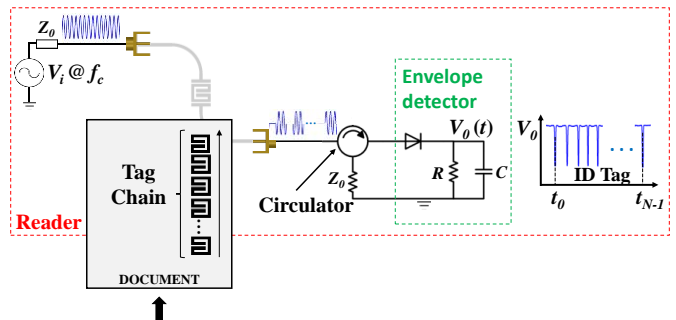 Z0
Vi @ fc
Envelope
detector
V0 (t)
V0
Tag
Chain
Z0
R
C
ID Tag
Circulator
t0
tN-1
Reader
DOCUMENT